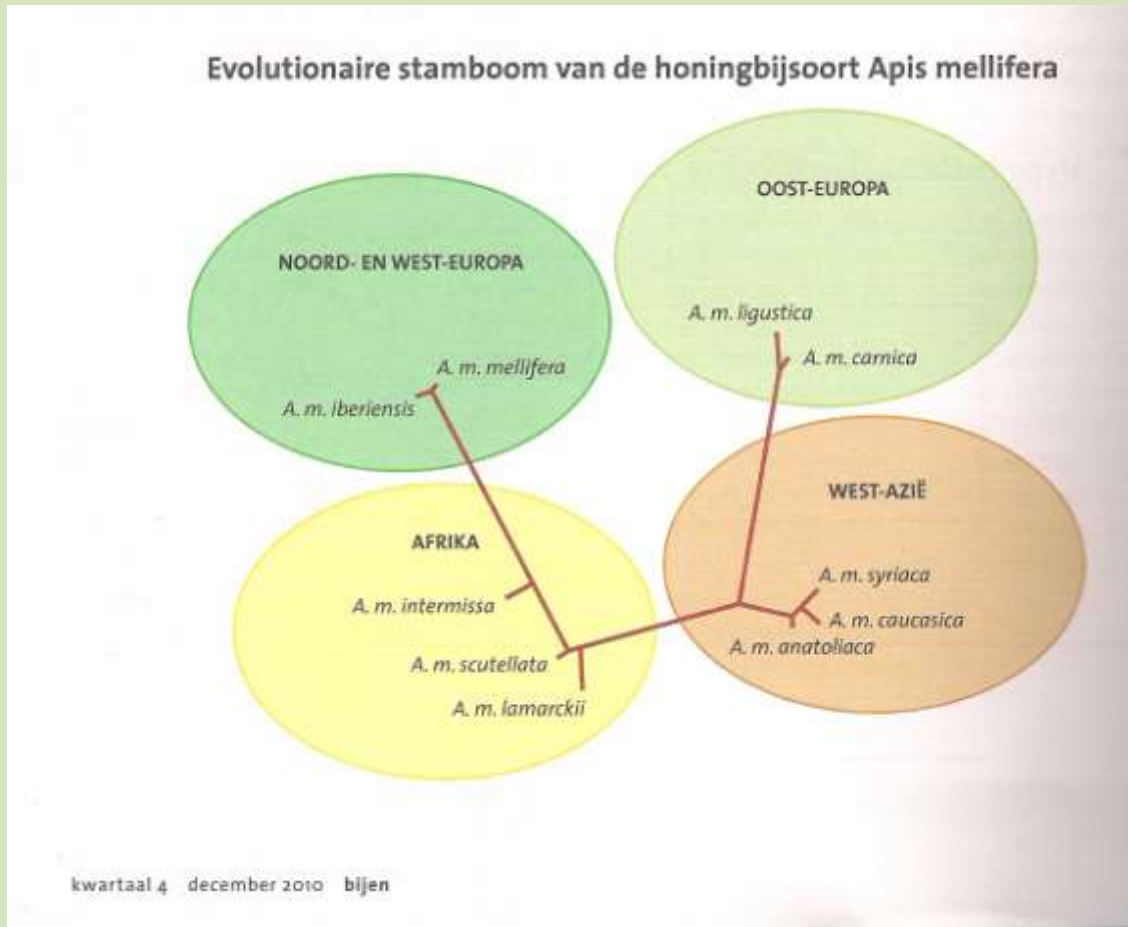 Evolutionaire stamboom van de honingbijsoort Apis mellifera
OOST-EUROPA
NOORD- EN WEST-EUROPA
A. m. ligustica
A. m. carnica
A. m. mellifera
A. m. iberiensis
WEST-AZIË
AFRIKA
A. m. syriaca
A. m. intermissa
A. m. caucasica
A. m. anatoliaca
A. m. scutellata
A. m. lamarckii
kwartaal 4 december 2010 bijen